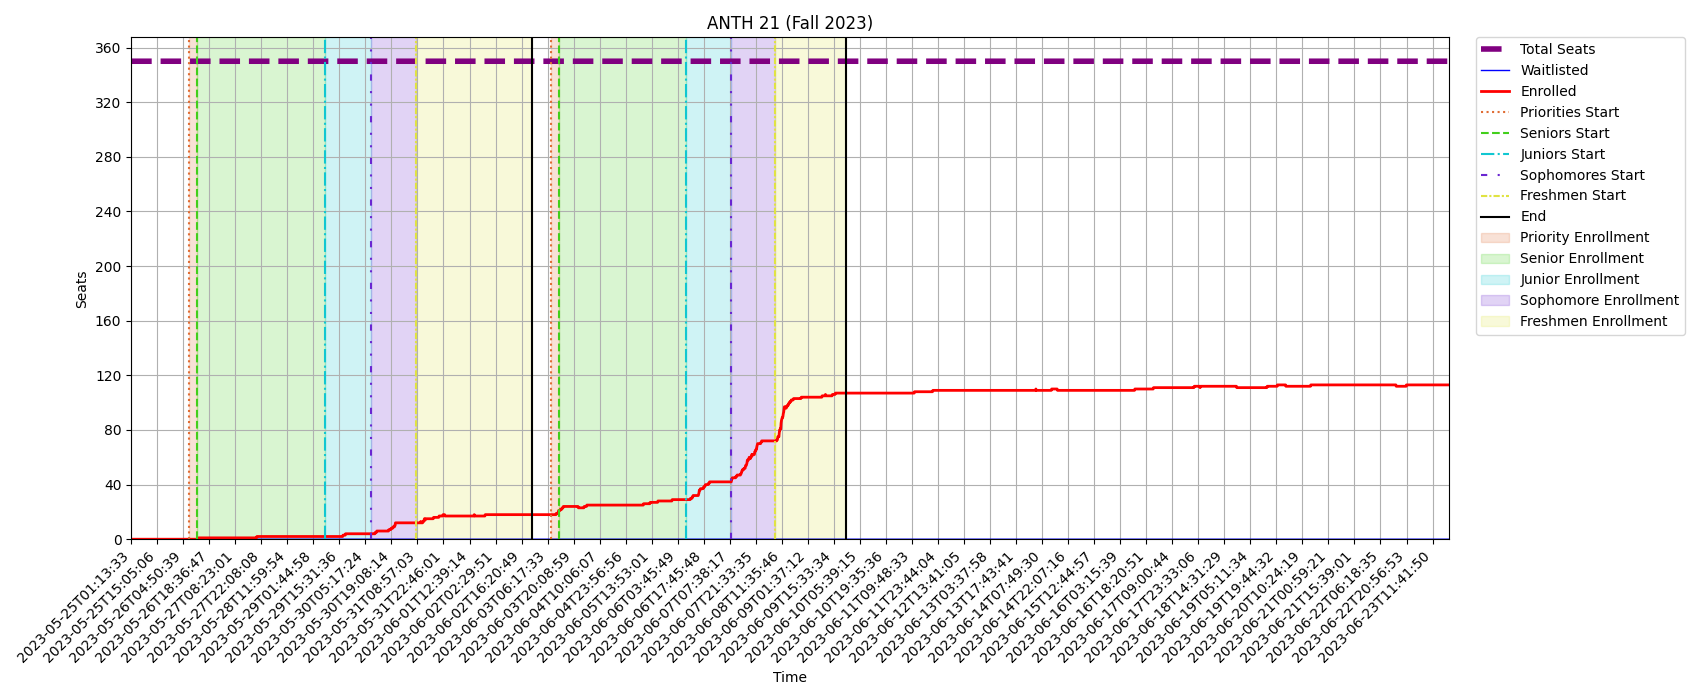 ANTH 21 (Fall 2023)
360
320
280
240
200
160
120
80
40
0
Seats
2023-05-25T01:13:33
2023-05-25T15:05:06
2023-05-26T04:50:39
2023-05-26T18:36:47
2023-05-27T08:23:01
2023-05-27T22:08:08
2023-05-28T11:59:54
2023-05-29T01:44:58
2023-05-29T15:31:36
2023-05-30T05:17:24
2023-05-30T19:08:14
2023-05-31T08:57:03
2023-05-31T22:46:01
2023-06-01T12:39:14
2023-06-02T02:29:51
2023-06-02T16:20:49
2023-06-03T06:17:33
2023-06-03T20:08:59
2023-06-04T10:06:07
2023-06-04T23:56:56
2023-06-05T13:53:01
2023-06-06T03:45:49
2023-06-06T17:45:48
2023-06-07T07:38:17
2023-06-07T21:33:35
2023-06-08T11:35:46
2023-06-09T01:37:12
2023-06-09T15:33:34
2023-06-10T05:39:15
2023-06-10T19:35:36
2023-06-11T09:48:33
2023-06-11T23:44:04
2023-06-12T13:41:05
2023-06-13T03:37:58
2023-06-13T17:43:41
2023-06-14T07:49:30
2023-06-14T22:07:16
2023-06-15T12:44:57
2023-06-16T03:15:39
2023-06-16T18:20:51
2023-06-17T09:00:44
2023-06-17T23:33:06
2023-06-18T14:31:29
2023-06-19T05:11:34
2023-06-19T19:44:32
2023-06-20T10:24:19
2023-06-21T00:59:21
2023-06-21T15:39:01
2023-06-22T06:18:35
2023-06-22T20:56:53
2023-06-23T11:41:50
Time
Total Seats
Waitlisted
Enrolled
Priorities Start
Seniors Start
Juniors Start
Sophomores Start
Freshmen Start
End
Priority Enrollment
Senior Enrollment
Junior Enrollment
Sophomore Enrollment
Freshmen Enrollment